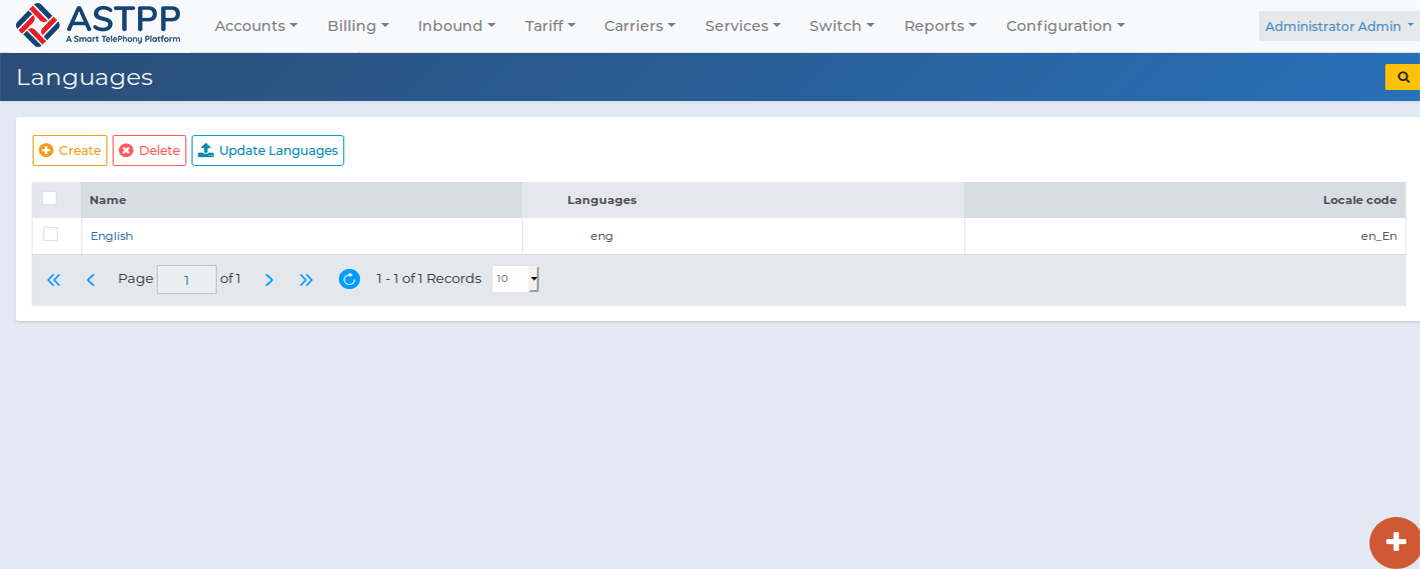 ASTPP
A Smart TelePhony Platform
Accounts Billing Inbound Tariff Carriers Services Switch Reports Configuration Administrator Admin
Languages
Create Delete Update Languages
Name Languages Locale code
English eng en_En
Page 1 of 1 1 - 1 of 1 Records 10